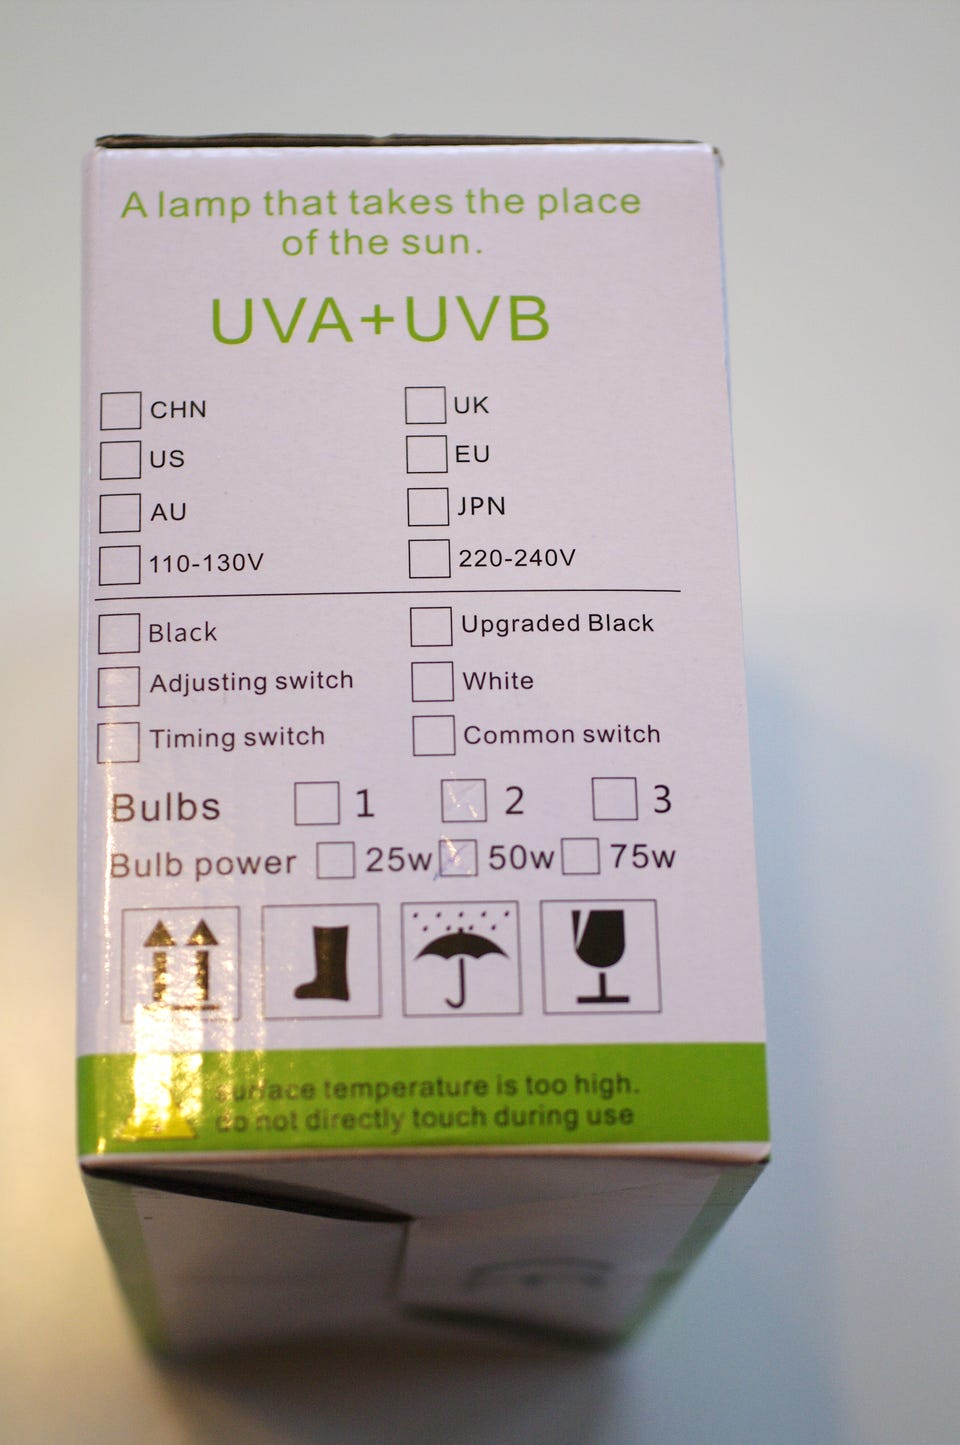 A lamp that takes the place
of the sun.
UVA+UVB
CHN UK
US EU
AU JPN
110-130V 220-240V
Black Upgraded Black
Adjusting switch White
Timing switch Common switch
Bulbs 1 2 3
Bulb power 25w 50w 75w
surface temperature is too high.
do not directly touch during use